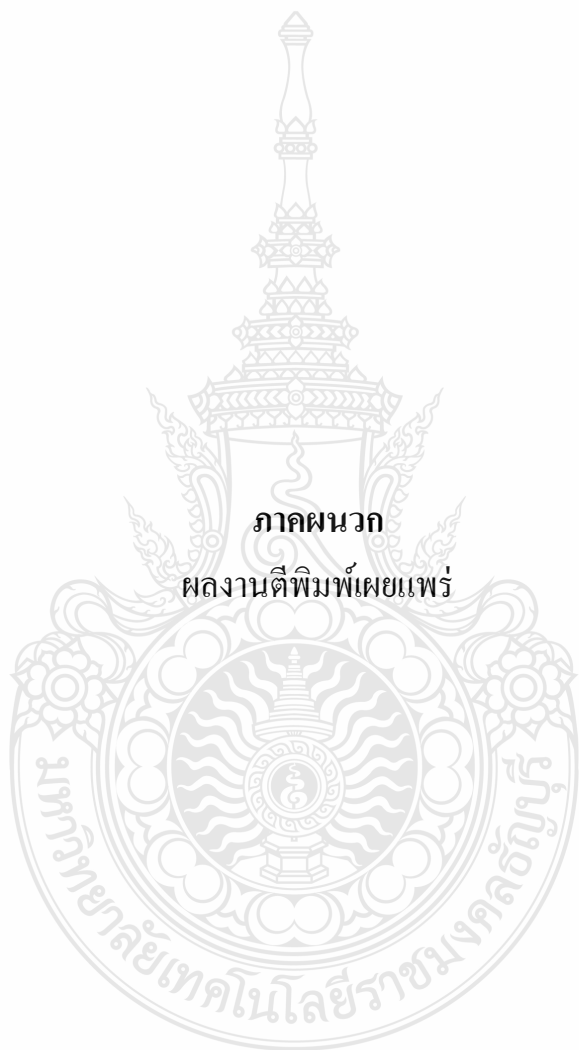 ภาคผนวก
ผลงานตีพิมพ์เผยแพร่
มหาวิทยาลัยเทคโนโลยีราชมงคลธัญบุรี